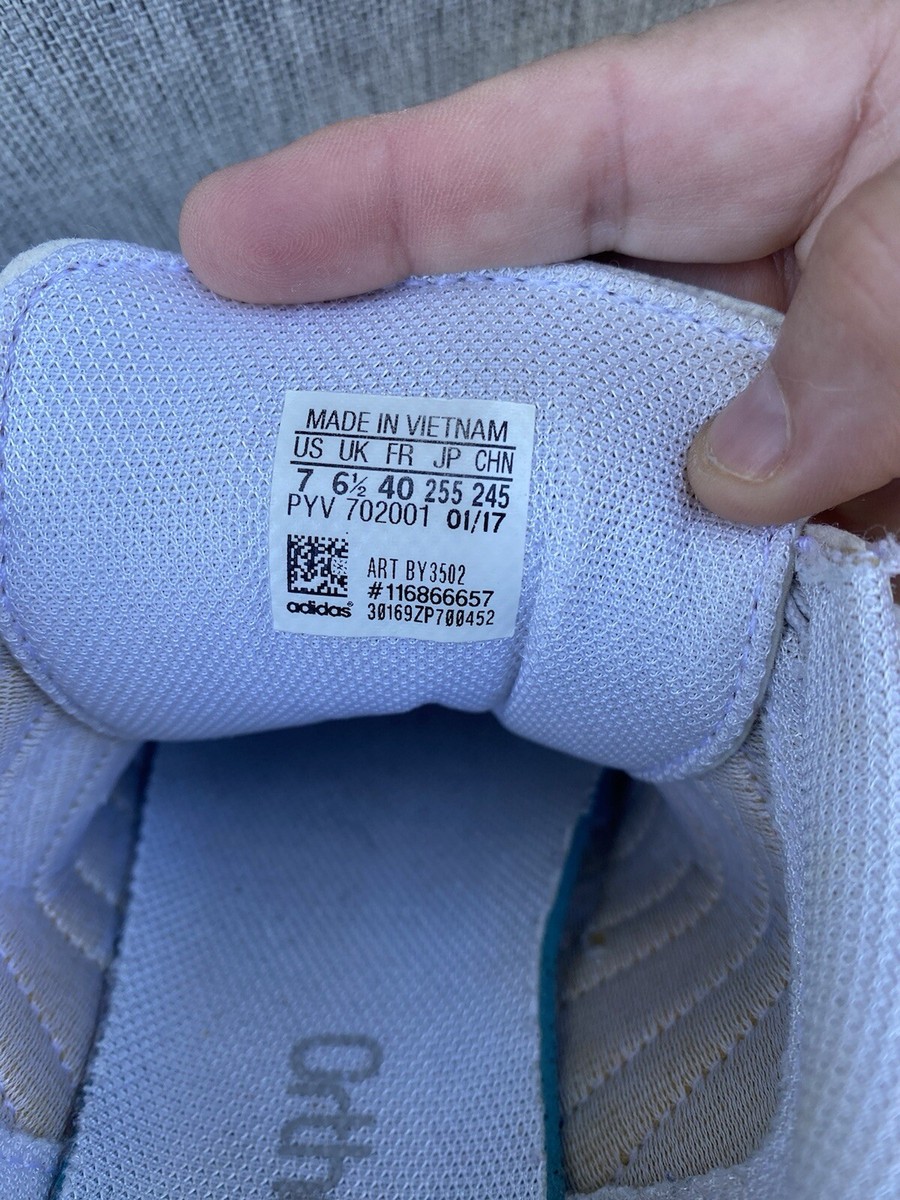 MADE IN VIETNAM
US UK FR JP CHN
7 6½ 40 255 245
PYV 702001 01/17
ART BY3502
#116866657
adidas® 30169ZP700452
Orth